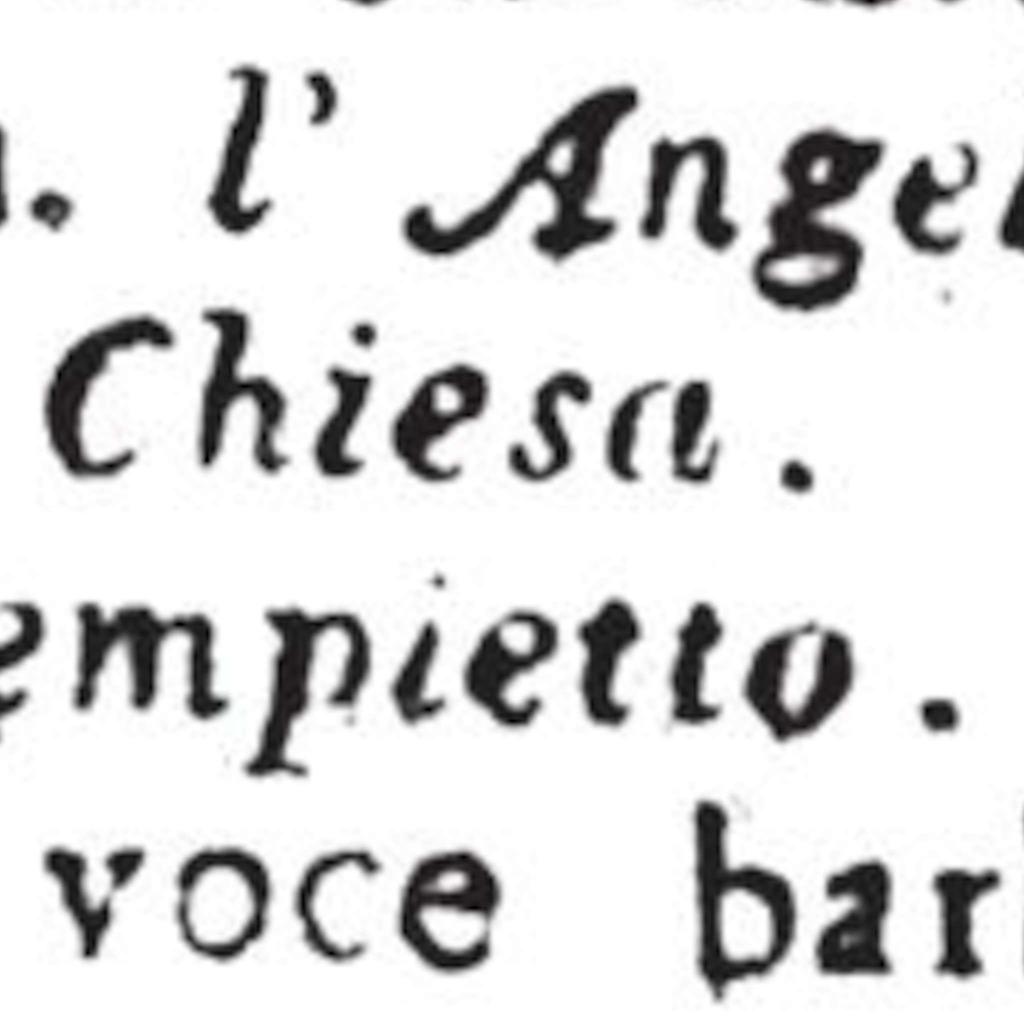 . l' Angel
Chiesa .
empietto .
voce bar